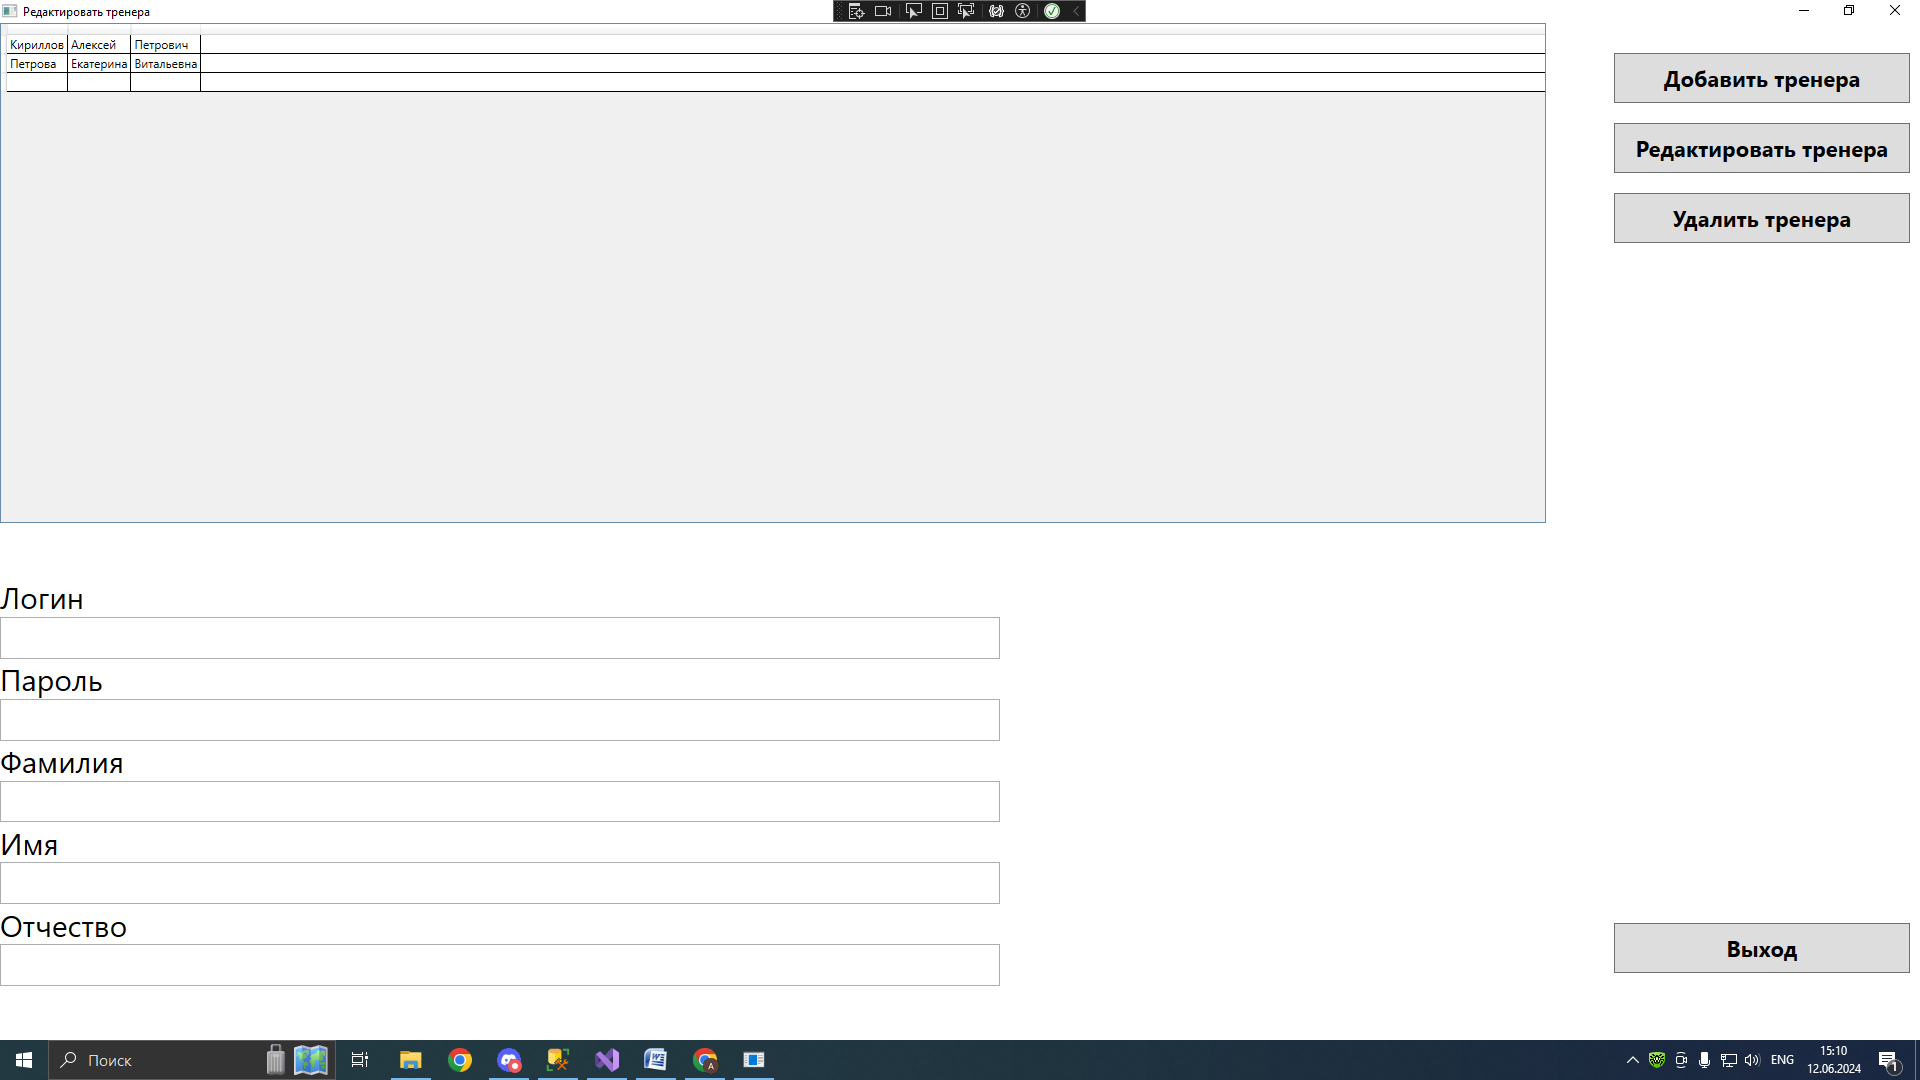 Редактировать тренера
Кириллов Алексей Петрович
Петрова Екатерина Витальевна
Добавить тренера
Редактировать тренера
Удалить тренера
Логин
Пароль
Фамилия
Имя
Отчество
Выход
Поиск
ENG
15:10
12.06.2024
1